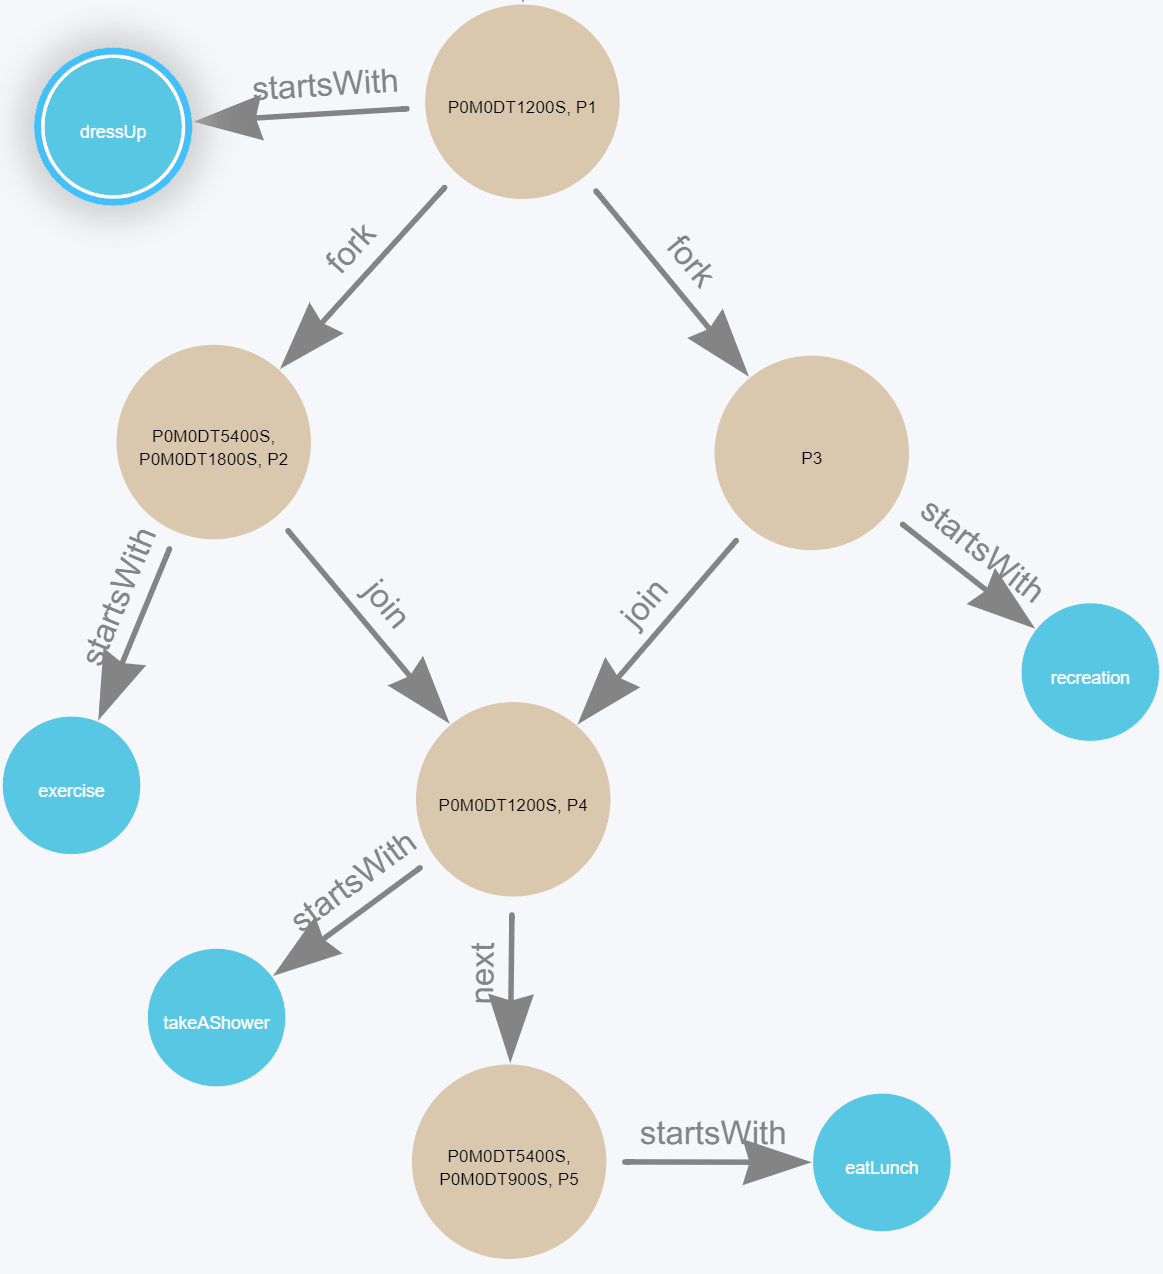 startsWith
P0M0DT1200S, P1
dressUp
fork
fork
P0M0DT5400S,
P0M0DT1800S, P2
P3
startsWith
startsWith
join
join
recreation
exercise
P0M0DT1200S, P4
startsWith
next
takeAShower
startsWith
P0M0DT5400S,
P0M0DT900S, P5
eatLunch